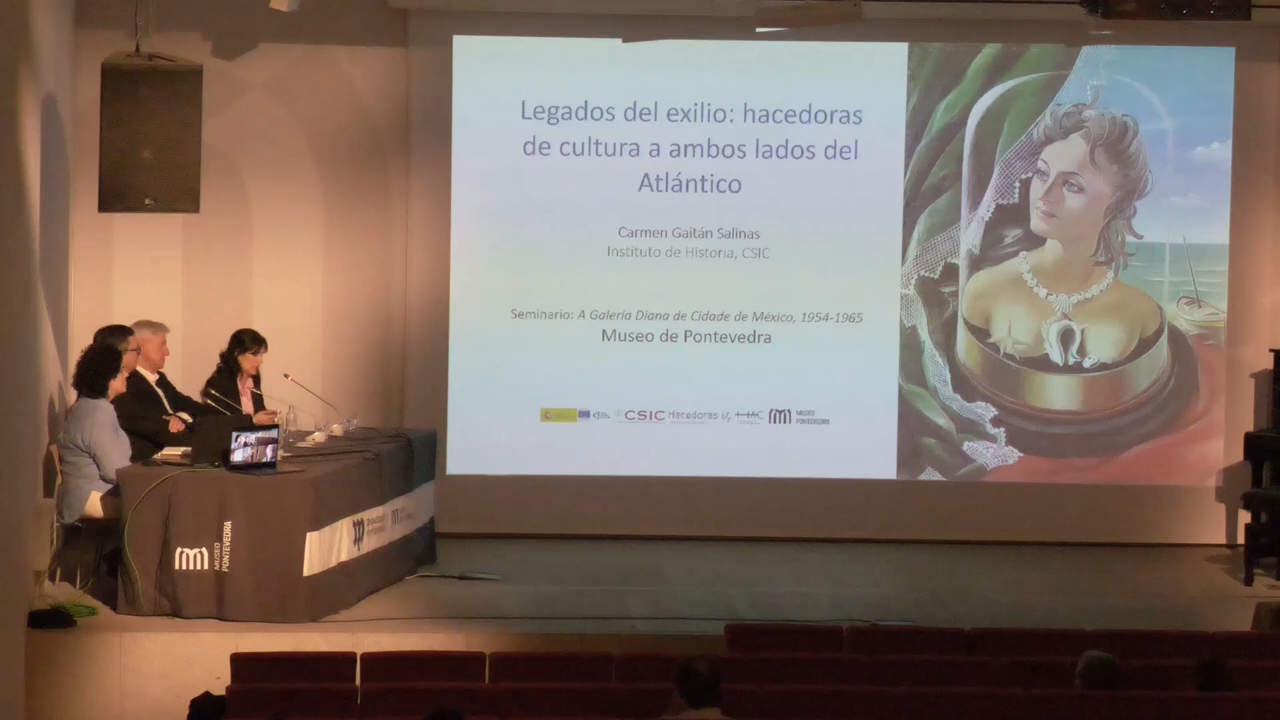 Legados del exilio: hacedoras
de cultura a ambos lados del
Atlántico
Carmen Gaitán Salinas
Instituto de Historia, CSIC
Seminario: A Galería Diana de Cidade de México, 1954-1965
Museo de Pontevedra
CSIC Hacedoras
MUSEO
PONTEVEDRA
MUSEO
PONTEVEDRA